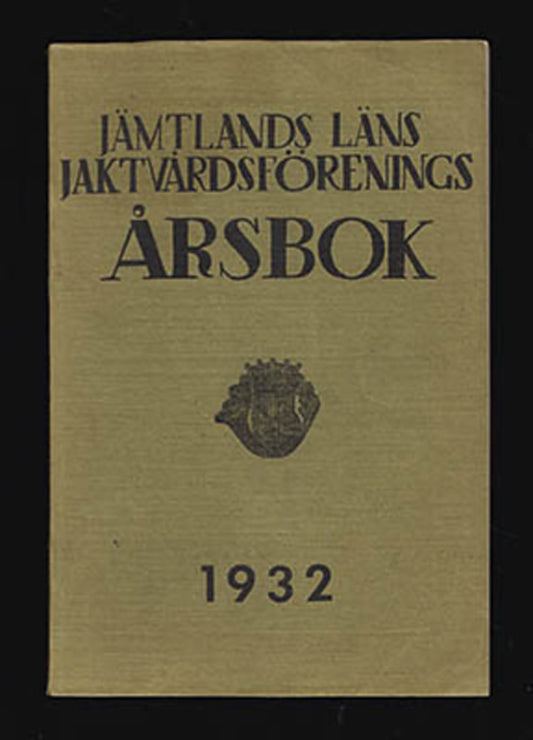 JÄMTLANDS LÄNS
JAKTVÅRDSFÖRENINGS
ÅRSBOK
1932